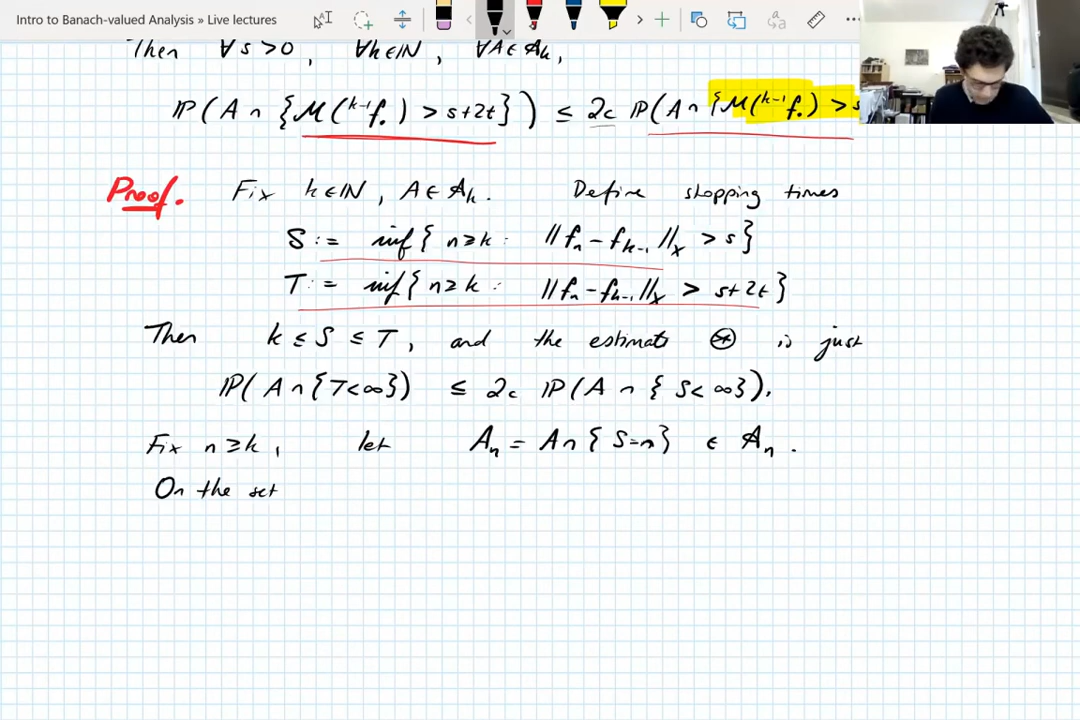 Intro to Banach-valued Analysis » Live lectures
Then ∀ s > 0 , ∀ k ∈ ℕ , ∀ A ∈ 𝒜ₖ,
ℙ ( A ∩ { M(ᵏ⁻¹f. ) > s+2t } ) ≤ 2c ℙ ( A ∩ { M(ᵏ⁻¹f.) > s
Proof. Fix k ∈ ℕ , A ∈ 𝒜ₖ. Define stopping times
S := inf { n ≥ k : || fₙ - fₖ₋₁ ||ₓ > s }
T := inf { n ≥ k : || fₙ - fₖ₋₁ ||ₓ > s + 2t }
Then k ≤ S ≤ T , and the estimate ⊛ is just
ℙ( A ∩ { T < ∞ } ) ≤ 2c ℙ ( A ∩ { S < ∞ } ).
Fix n ≥ k , let Aₙ = A ∩ { S = n } ∈ 𝒜ₙ .
On the set